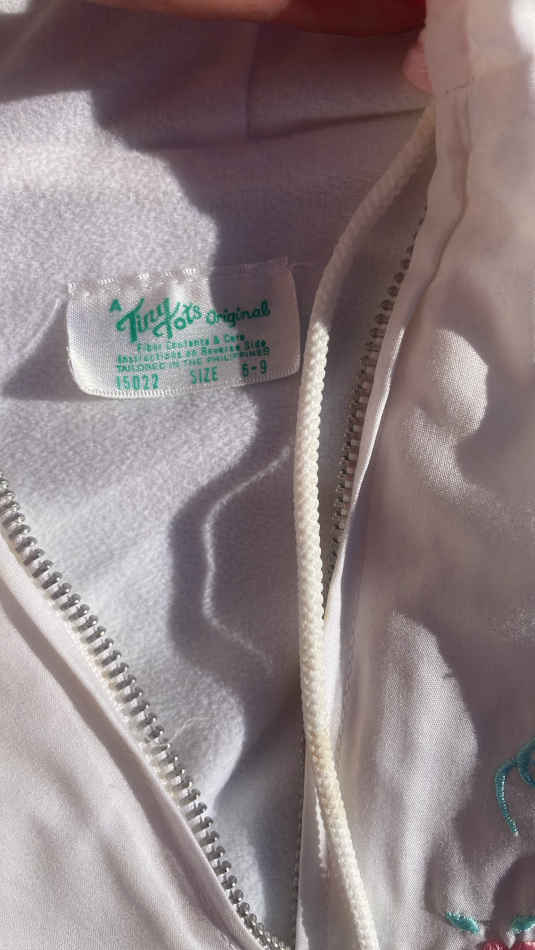 A Tiny Tots Original
Fiber Contents & Care
Instructions on Reverse Side
TAILORED IN THE PHILIPPINES
15022 SIZE 6-9